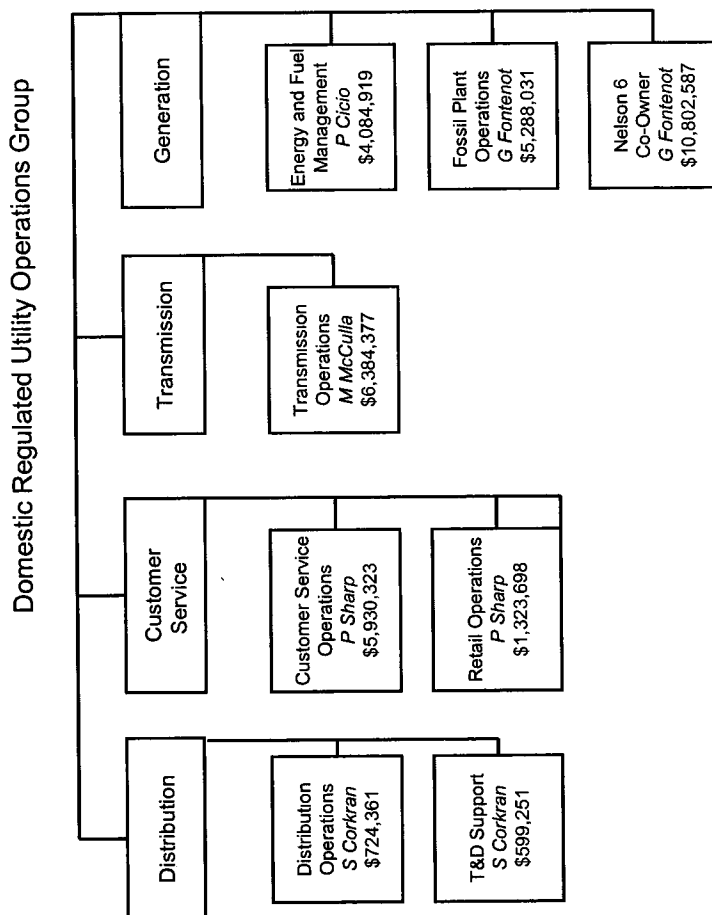 Domestic Regulated Utility Operations Group
Distribution
Distribution
Operations
S Corkran
$724,361
T&D Support
S Corkran
$599,251
Customer
Service
Customer Service
Operations
P Sharp
$5,930,323
Retail Operations
P Sharp
$1,323,698
Transmission
Transmission
Operations
M McCulla
$6,384,377
Generation
Energy and Fuel
Management
P Cicio
$4,084,919
Fossil Plant
Operations
G Fontenot
$5,288,031
Nelson 6
Co-Owner
G Fontenot
$10,802,587